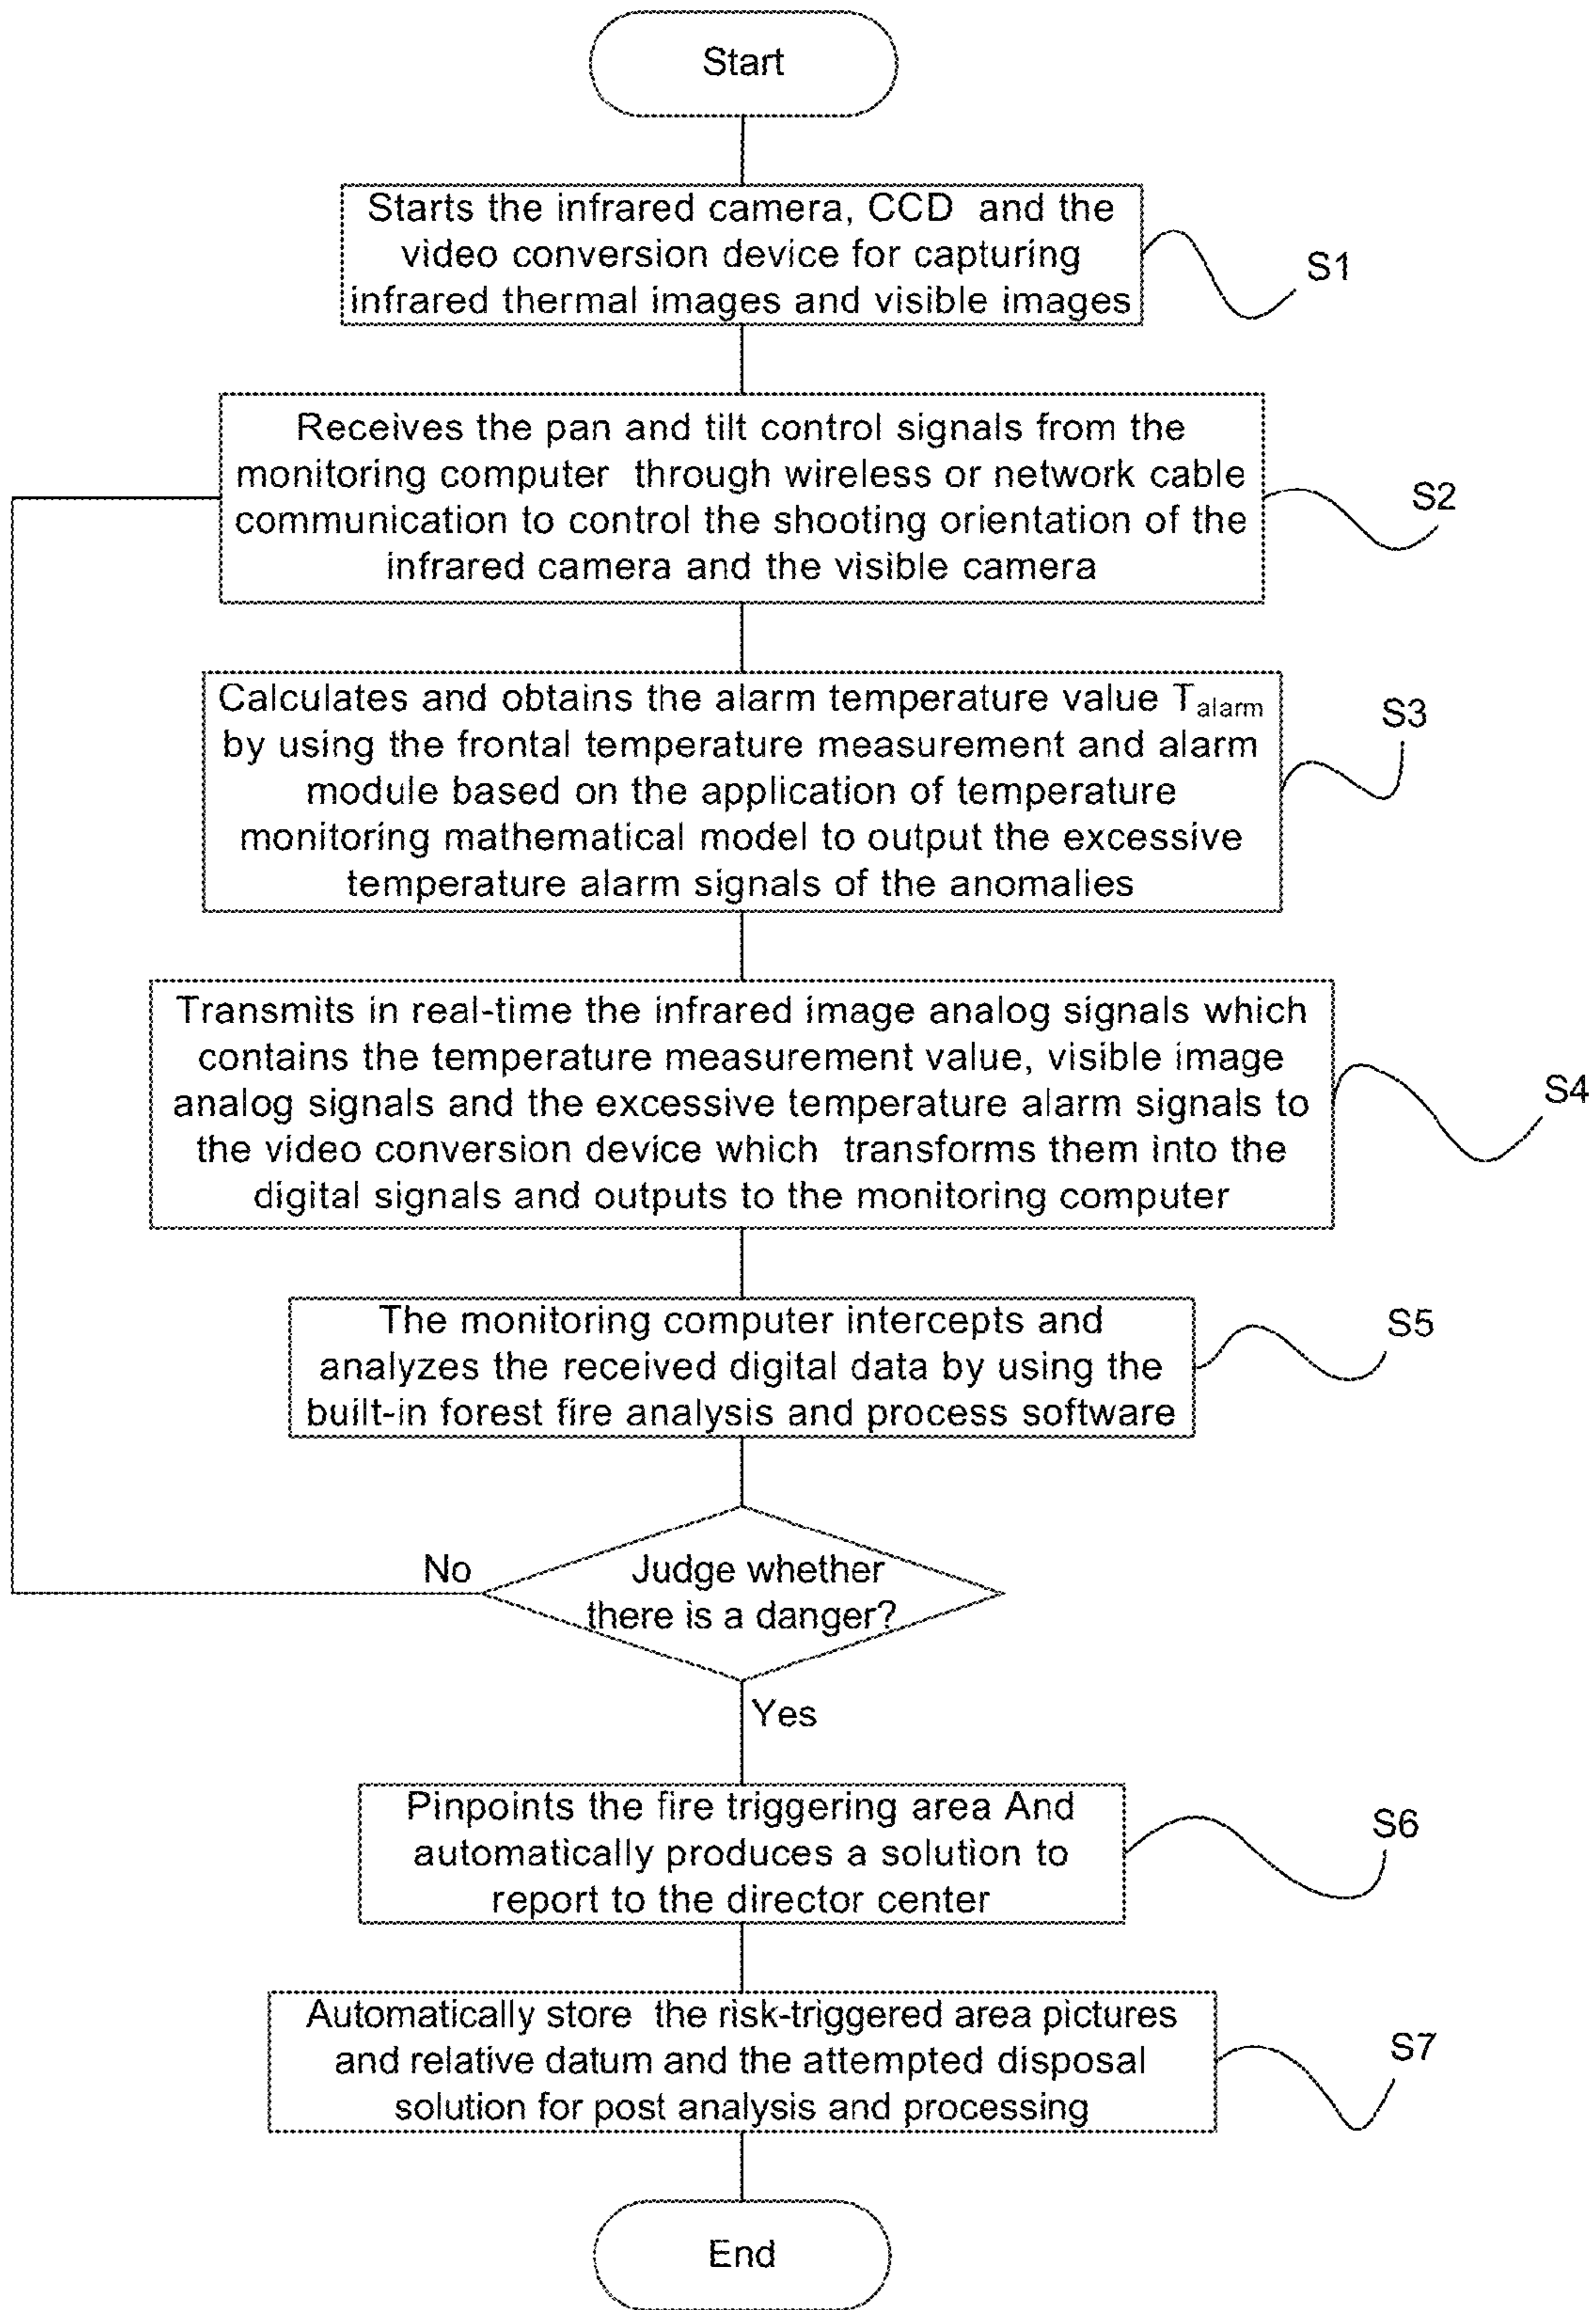 Start
Starts the infrared camera, CCD and the
video conversion device for capturing
infrared thermal images and visible images
S1
Receives the pan and tilt control signals from the
monitoring computer through wireless or network cable
communication to control the shooting orientation of the
infrared camera and the visible camera
S2
Calculates and obtains the alarm temperature value Talarm
by using the frontal temperature measurement and alarm
module based on the application of temperature
monitoring mathematical model to output the excessive
temperature alarm signals of the anomalies
S3
Transmits in real-time the infrared image analog signals which
contains the temperature measurement value, visible image
analog signals and the excessive temperature alarm signals to
the video conversion device which transforms them into the
digital signals and outputs to the monitoring computer
S4
The monitoring computer intercepts and
analyzes the received digital data by using the
built-in forest fire analysis and process software
S5
No
Judge whether
there is a danger?
Yes
Pinpoints the fire triggering area And
automatically produces a solution to
report to the director center
S6
Automatically store the risk-triggered area pictures
and relative datum and the attempted disposal
solution for post analysis and processing
S7
End